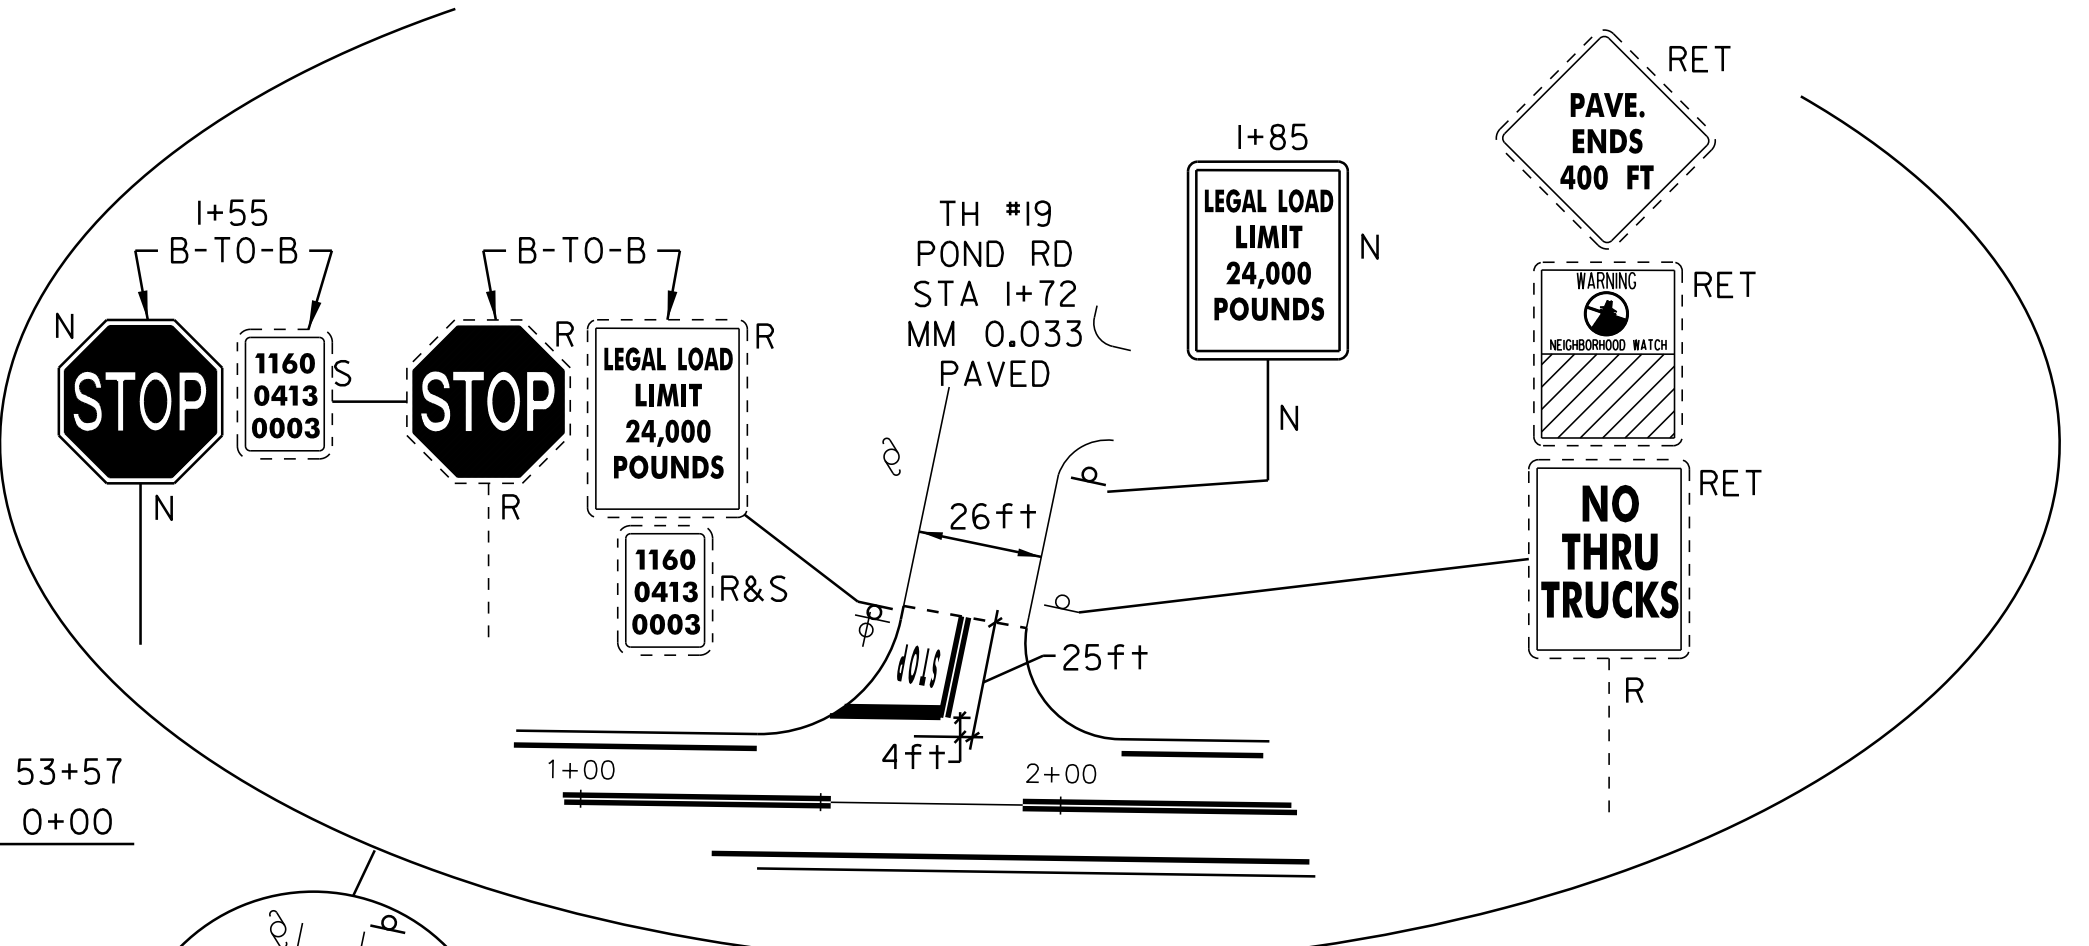 1+55
B-TO-B
N
STOP
N
1160
0413
0003
S
B-TO-B
STOP
R
R
LEGAL LOAD
LIMIT
24,000
POUNDS
R
1160
0413
0003
R&S
TH #19
POND RD
STA 1+72
MM 0.033
PAVED
1+85
LEGAL LOAD
LIMIT
24,000
POUNDS
N
N
PAVE.
ENDS
400 FT
RET
WARNING
NEIGHBORHOOD WATCH
RET
NO
THRU
TRUCKS
RET
R
26ft
STOP
25ft
4ft
1+00
2+00
53+57
0+00